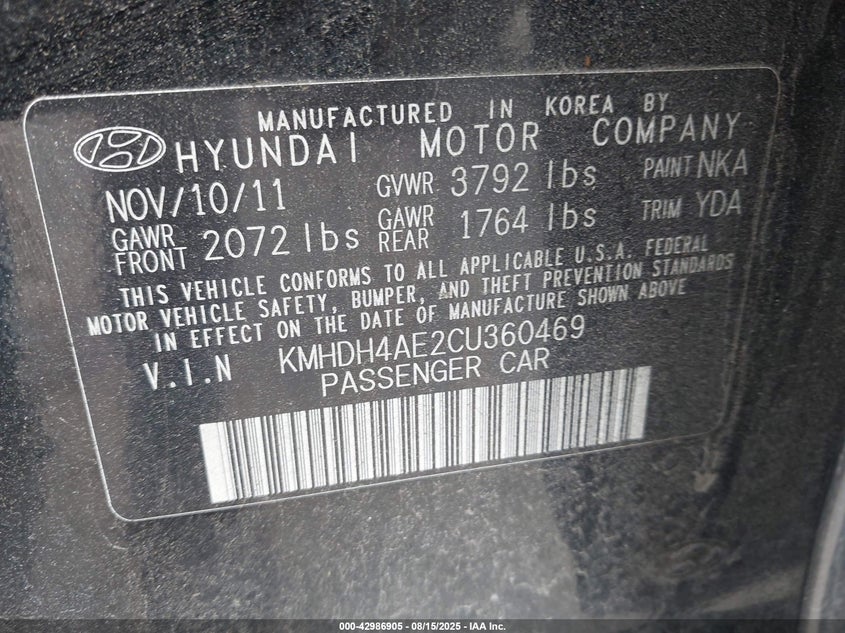 MANUFACTURED IN KOREA BY
HYUNDAI MOTOR COMPANY
NOV/10/11 GVWR 3792 lbs PAINT NKA
GAWR FRONT 2072 lbs GAWR REAR 1764 lbs TRIM YDA
THIS VEHICLE CONFORMS TO ALL APPLICABLE U.S.A. FEDERAL
MOTOR VEHICLE SAFETY, BUMPER, AND THEFT PREVENTION STANDARDS
IN EFFECT ON THE DATE OF MANUFACTURE SHOWN ABOVE
V.I.N KMHDH4AE2CU360469
PASSENGER CAR
000-42986905 - 08/15/2025 - IAA Inc.